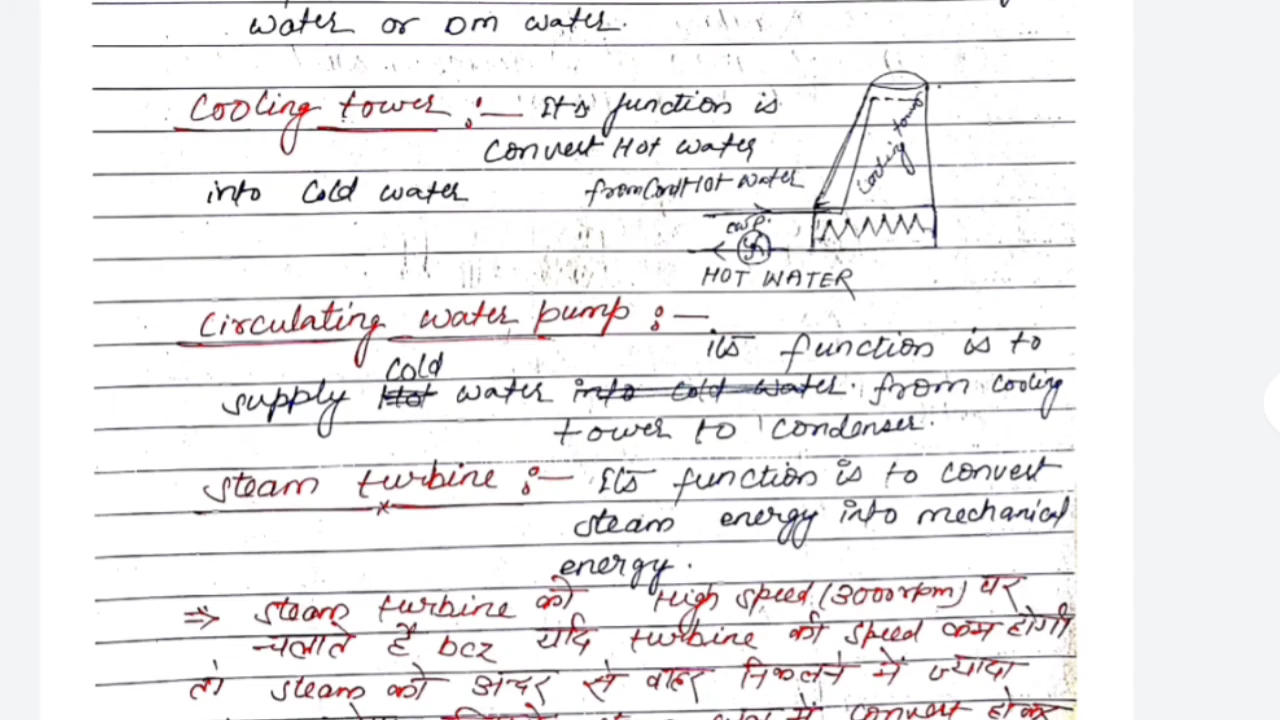 water or DM water.
Cooling tower :- It's function is
convert Hot water
into cold water
from Cond Hot water
cooling tower
cwp.
HOT WATER
Circulating water pump :-
its function is to
cold
supply Hot water into cold water. from cooling
tower to condenser.
steam turbine :- Its function is to convert
steam energy into mechanical
energy.
⇒ steam turbine को High speed (3000rpm) पर
चलाते हैं bcz यदि turbine की speed कम होगी
तो steam को अंदर से बाहर निकलने में ज्यादा
में convert होकर